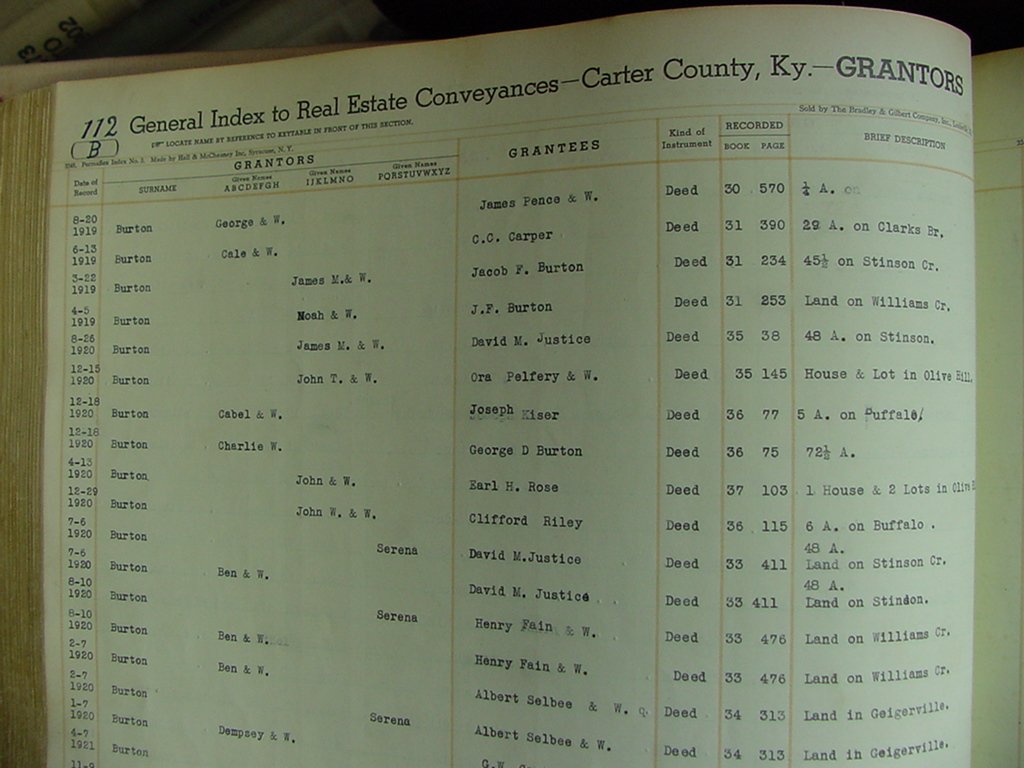 112
(B)
General Index to Real Estate Conveyances—Carter County, Ky.—GRANTORS
LOCATE NAME BY REFERENCE TO KEYTABLE IN FRONT OF THIS SECTION.
Sold by The Bradley & Gilbert Company, Inc.,
Made by Hall & McChesney Inc, Syracuse, N. Y.
GRANTORS GRANTEES Kind of Instrument RECORDED BRIEF DESCRIPTION
Date of Record SURNAME Given Names ABCDEFGH Given Names IJKLMNO Given Names PQRSTUVWXYZ BOOK PAGE
8-20 1919 Burton George & W. James Pence & W. Deed 30 570 ¼ A. on
6-13 1919 Burton Cale & W. C.C. Carper Deed 31 390 29 A. on Clarks Br.
3-22 1919 Burton James M.& W. Jacob F. Burton Deed 31 234 45½ on Stinson Cr.
4-5 1919 Burton Noah & W. J.F. Burton Deed 31 253 Land on Williams Cr.
8-26 1920 Burton James M. & W. David M. Justice Deed 35 38 48 A. on Stinson.
12-15 1920 Burton John T. & W. Ora Pelfery & W. Deed 35 145 House & Lot in Olive Hill.
12-18 1920 Burton Cabel & W. Joseph Kiser Deed 36 77 5 A. on Buffalo
12-18 1920 Burton Charlie W. George D Burton Deed 36 75 72½ A.
4-13 1920 Burton John & W. Earl H. Rose Deed 37 103 1 House & 2 Lots in Olive
12-29 1920 Burton John W. & W. Clifford Riley Deed 36 115 6 A. on Buffalo .
7-6 1920 Burton Serena David M.Justice Deed 33 411 48 A. Land on Stinson Cr.
7-6 1920 Burton Ben & W. David M. Justice Deed 33 411 48 A. Land on Stindon.
8-10 1920 Burton Serena Henry Fain & W. Deed 33 476 Land on Williams Cr.
8-10 1920 Burton Ben & W. Henry Fain & W. Deed 33 476 Land on Williams Cr.
2-7 1920 Burton Ben & W. Albert Selbee & W. Deed 34 313 Land in Geigerville.
2-7 1920 Burton Serena Albert Selbee & W. Deed 34 313 Land in Geigerville.
1-7 1920 Burton Dempsey & W. G.W.
4-7 1921 Burton